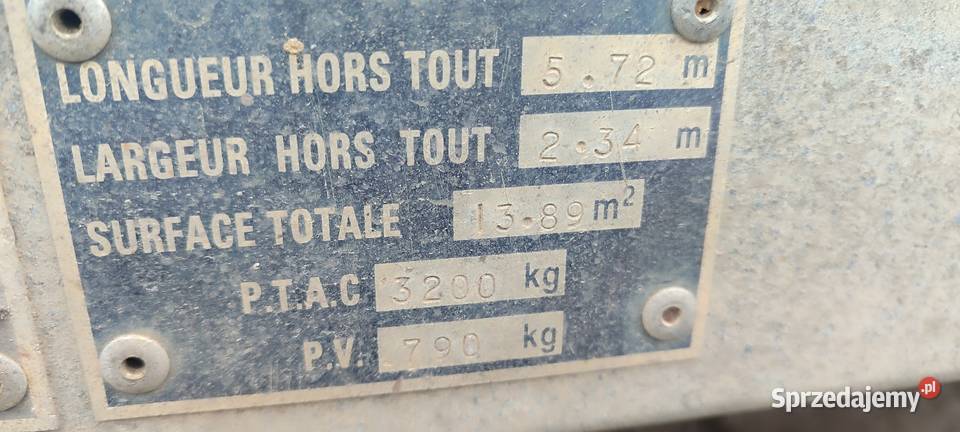 LONGUEUR HORS TOUT 5.72 m
LARGEUR HORS TOUT 2.34 m
SURFACE TOTALE 13.89 m²
P.T.A.C 3200 kg
P.V. 790 kg
Sprzedajemy.pl